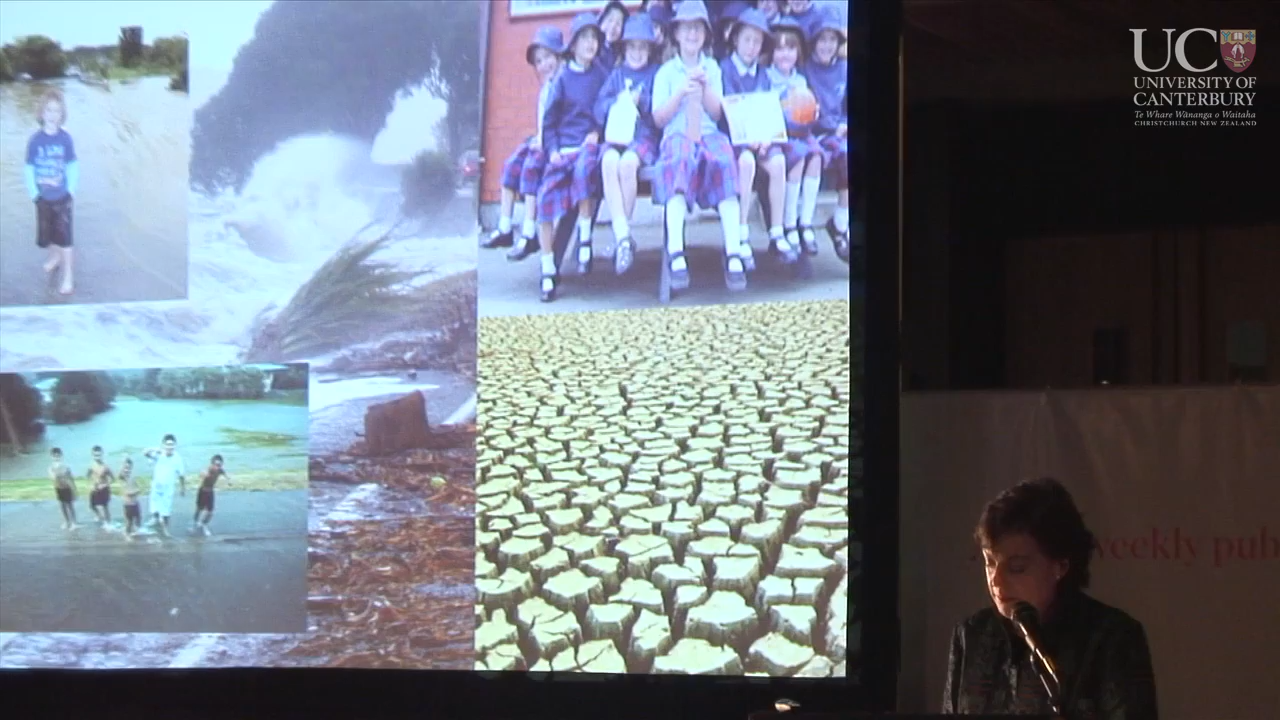 UC
UNIVERSITY OF
CANTERBURY
Te Whare Wānanga o Waitaha
CHRISTCHURCH NEW ZEALAND
weekly pub